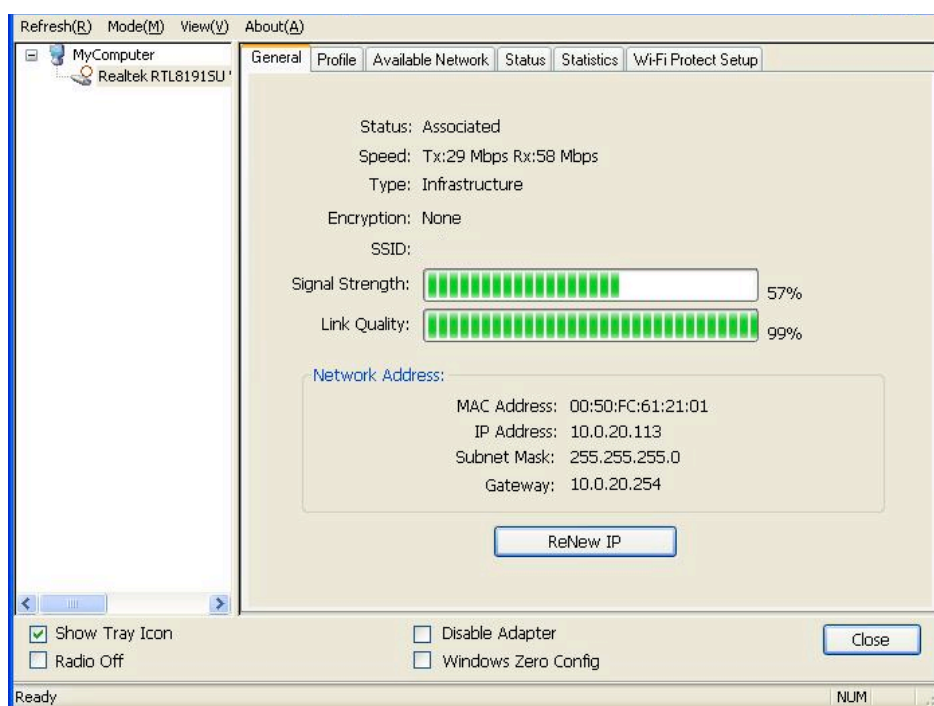 Refresh(R) Mode(M) View(V) About(A)
MyComputer
Realtek RTL8191SU '
General Profile Available Network Status Statistics Wi-Fi Protect Setup
Status: Associated
Speed: Tx:29 Mbps Rx:58 Mbps
Type: Infrastructure
Encryption: None
SSID:
Signal Strength: 57%
Link Quality: 99%
Network Address:
MAC Address: 00:50:FC:61:21:01
IP Address: 10.0.20.113
Subnet Mask: 255.255.255.0
Gateway: 10.0.20.254
ReNew IP
Show Tray Icon Disable Adapter Close
Radio Off Windows Zero Config
Ready NUM